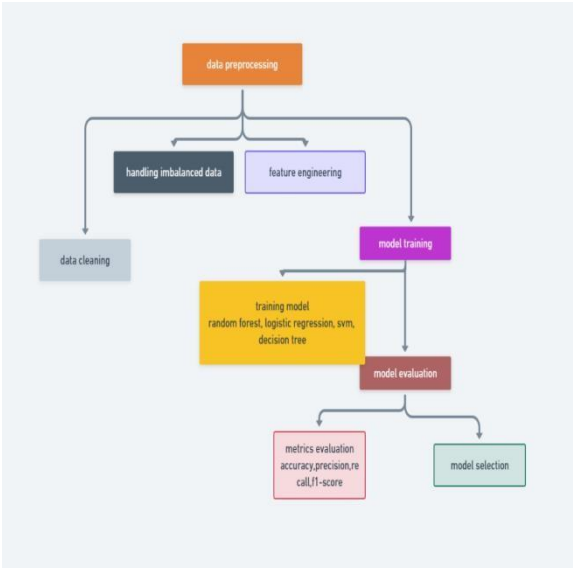 data preprocessing
handling imbalanced data
feature engineering
data cleaning
model training
training model
random forest, logistic regression, svm,
decision tree
model evaluation
metrics evaluation
accuracy,precision,re
call,f1-score
model selection